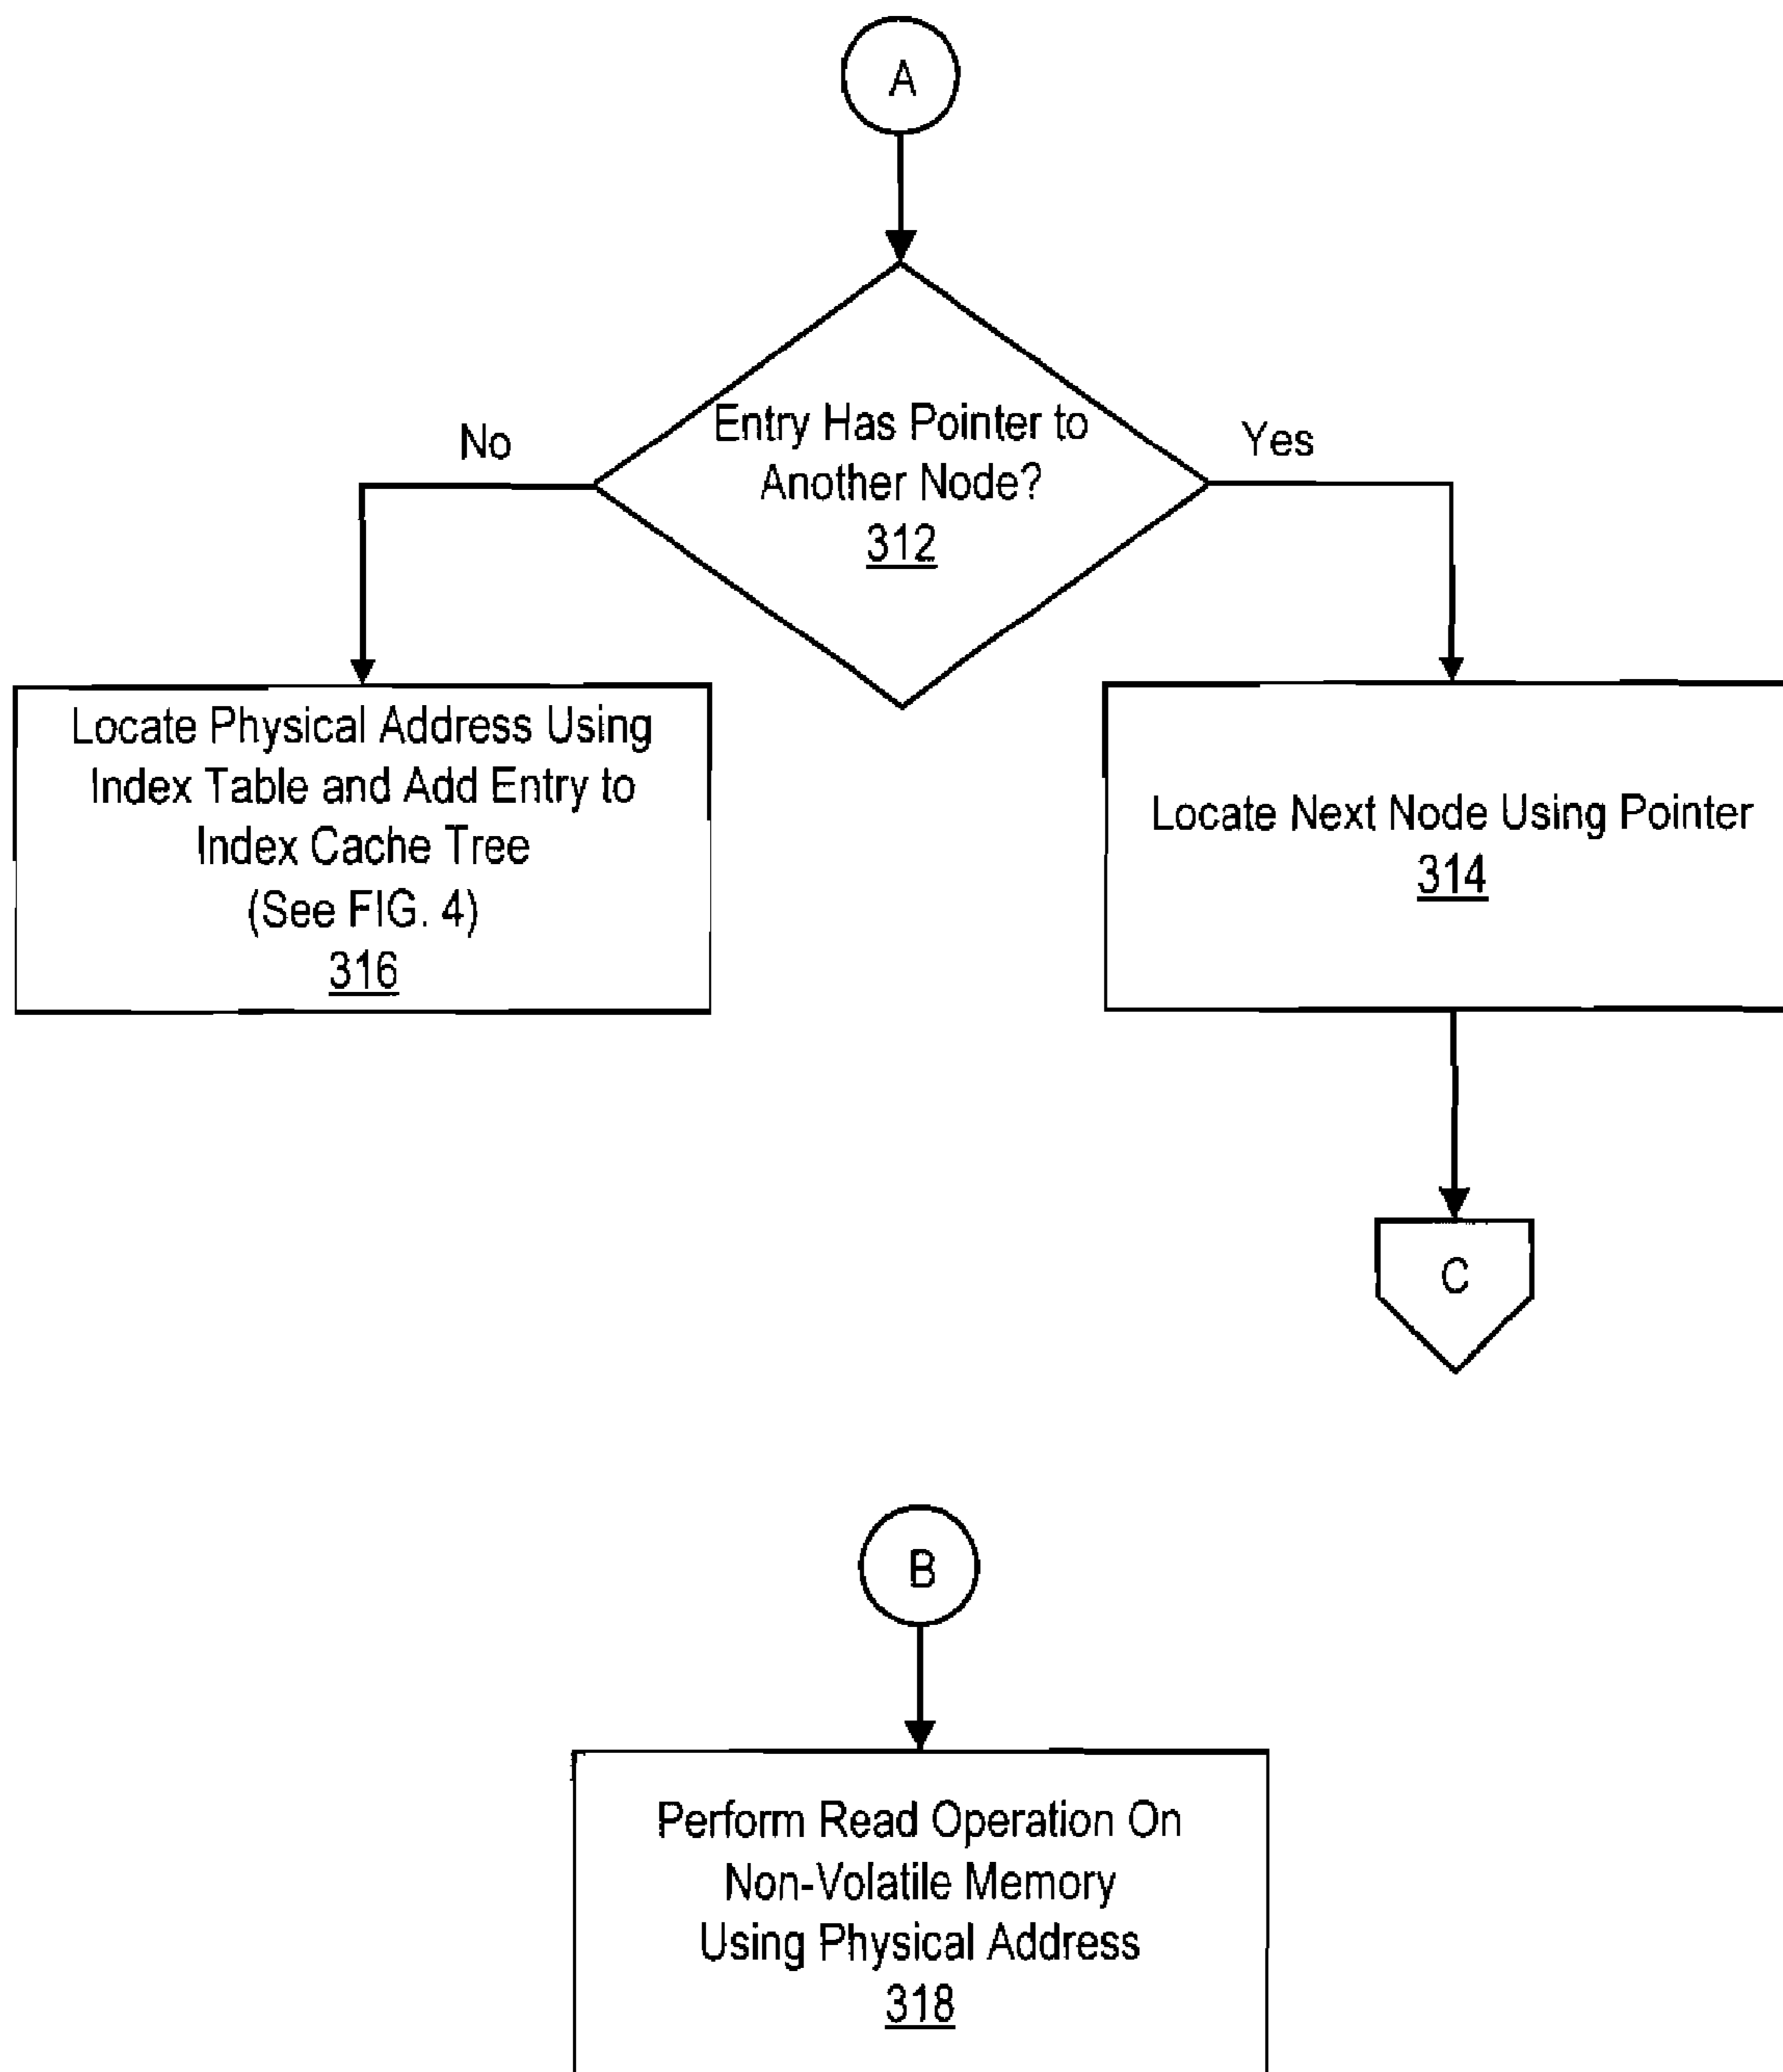 A
Entry Has Pointer to
Another Node?
312
No
Yes
Locate Physical Address Using
Index Table and Add Entry to
Index Cache Tree
(See FIG. 4)
316
Locate Next Node Using Pointer
314
C
B
Perform Read Operation On
Non-Volatile Memory
Using Physical Address
318